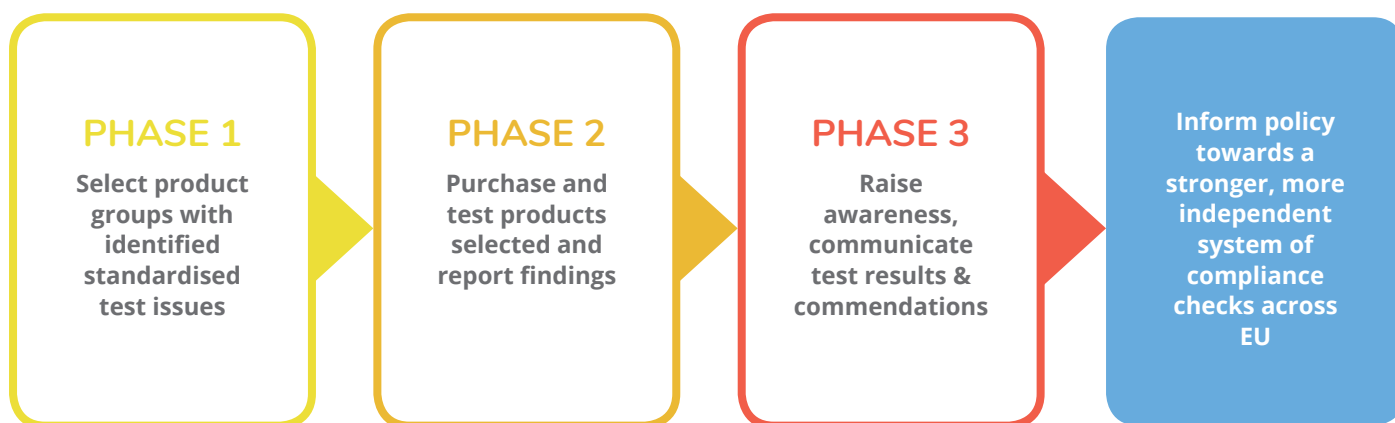 PHASE 1
Select product
groups with
identified
standardised
test issues
PHASE 2
Purchase and
test products
selected and
report findings
PHASE 3
Raise
awareness,
communicate
test results &
commendations
Inform policy
towards a
stronger, more
independent
system of
compliance
checks across
EU